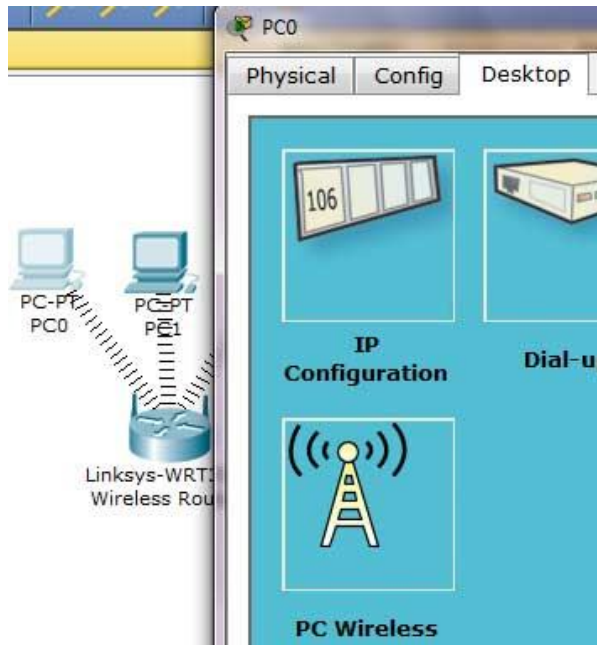 PC0
Physical Config Desktop
106
IP
Configuration
Dial-u
PC Wireless
PC-PT
PC0
PC-PT
PC1
Linksys-WRT
Wireless Rou